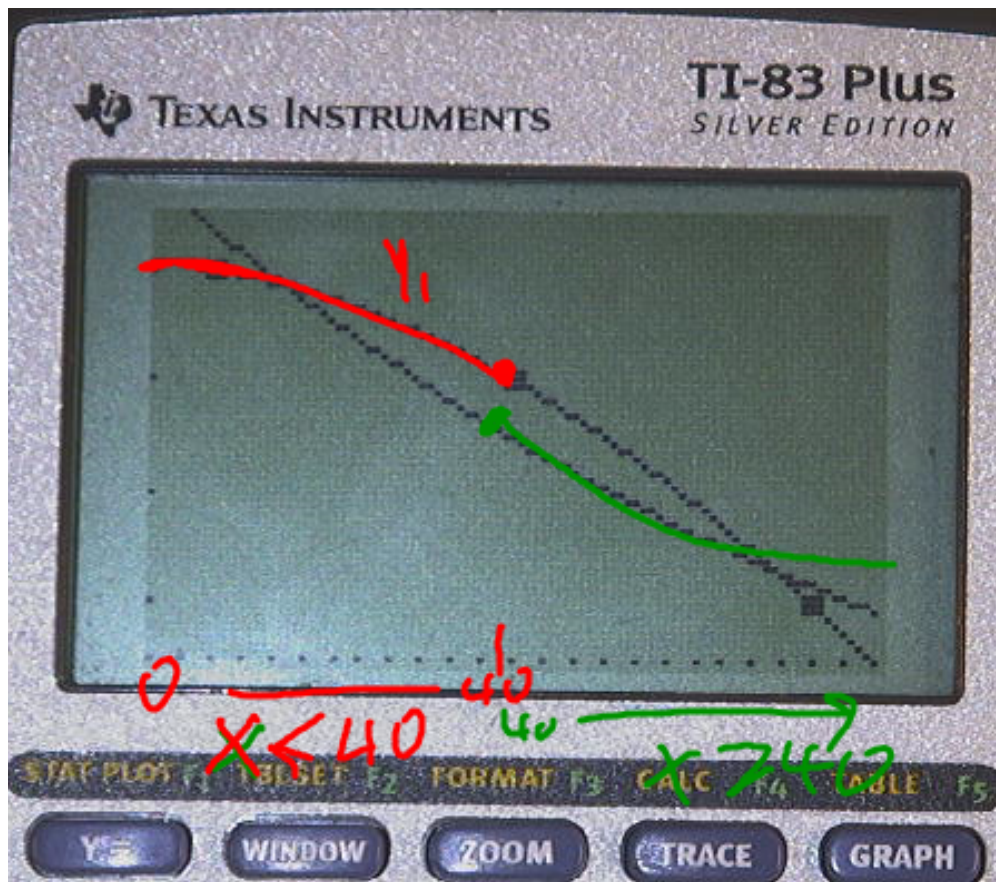 TI-83 Plus
TEXAS INSTRUMENTS
SILVER EDITION
Y1
0
40
40
X<40
x>40
STAT PLOT F1 TBLSET F2 FORMAT F3 CALC F4 TABLE F5
Y= WINDOW ZOOM TRACE GRAPH